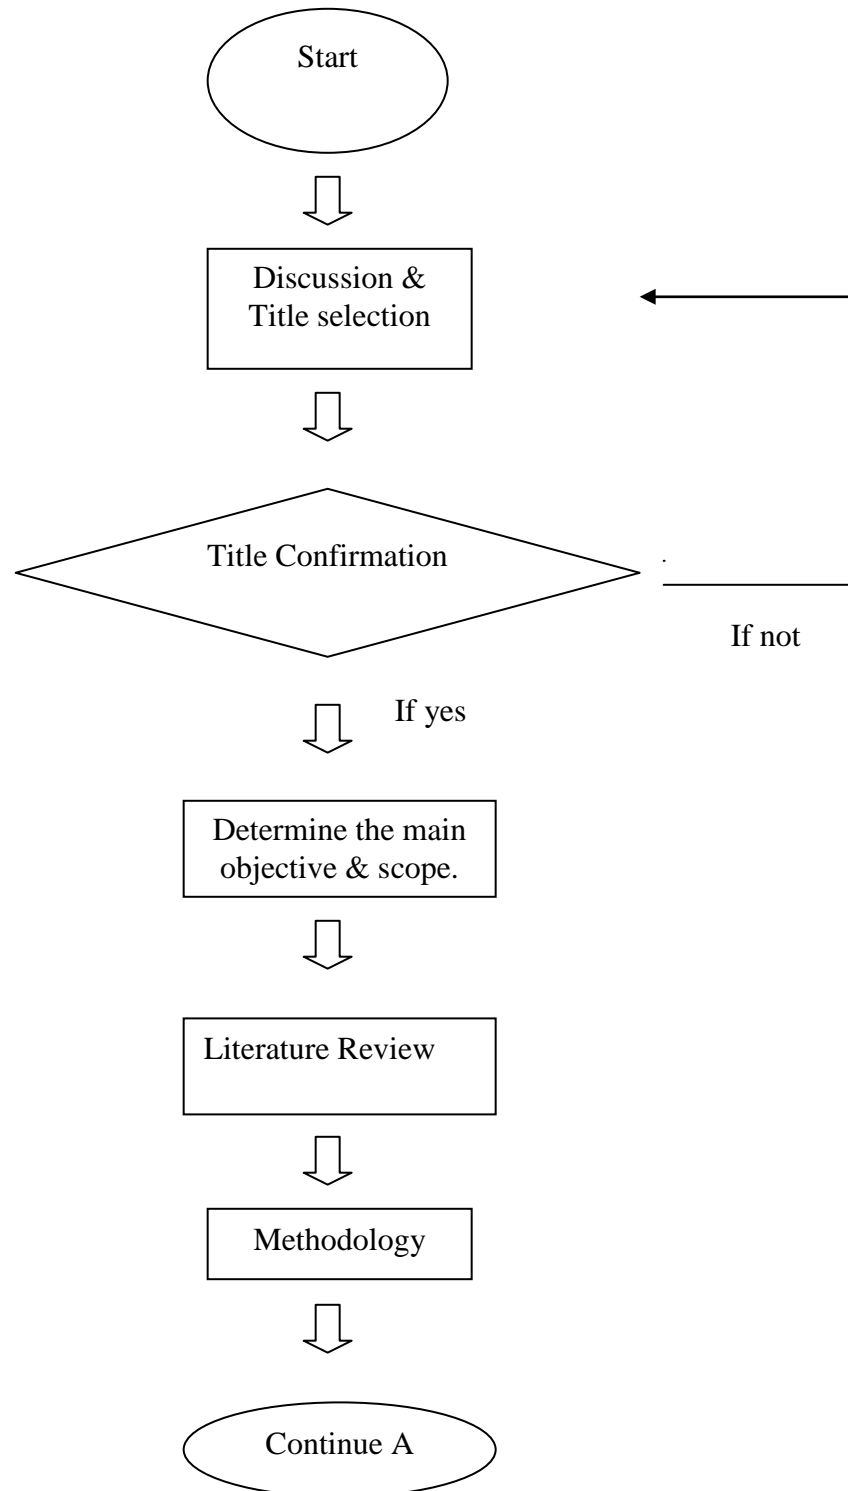 Start
Discussion &
Title selection
Title Confirmation
If not
If yes
Determine the main
objective & scope.
Literature Review
Methodology
Continue A